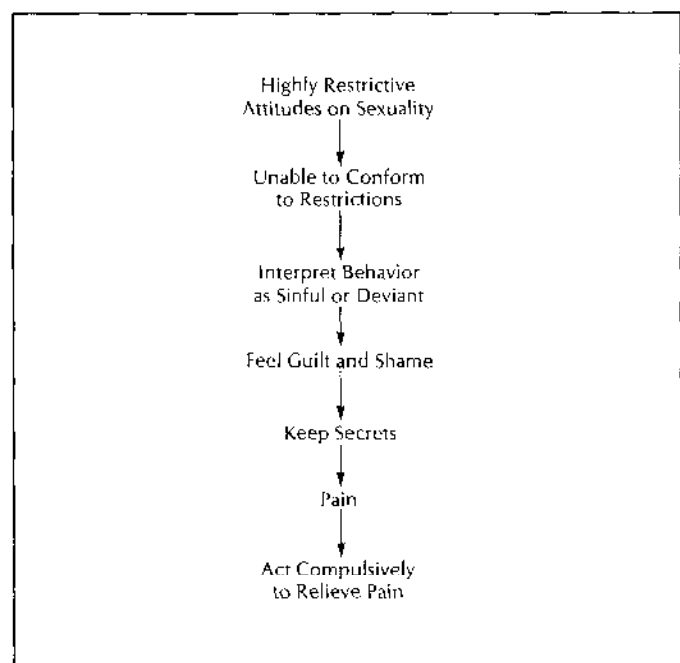 Highly Restrictive
Attitudes on Sexuality
Unable to Conform
to Restrictions
Interpret Behavior
as Sinful or Deviant
Feel Guilt and Shame
Keep Secrets
Pain
Act Compulsively
to Relieve Pain